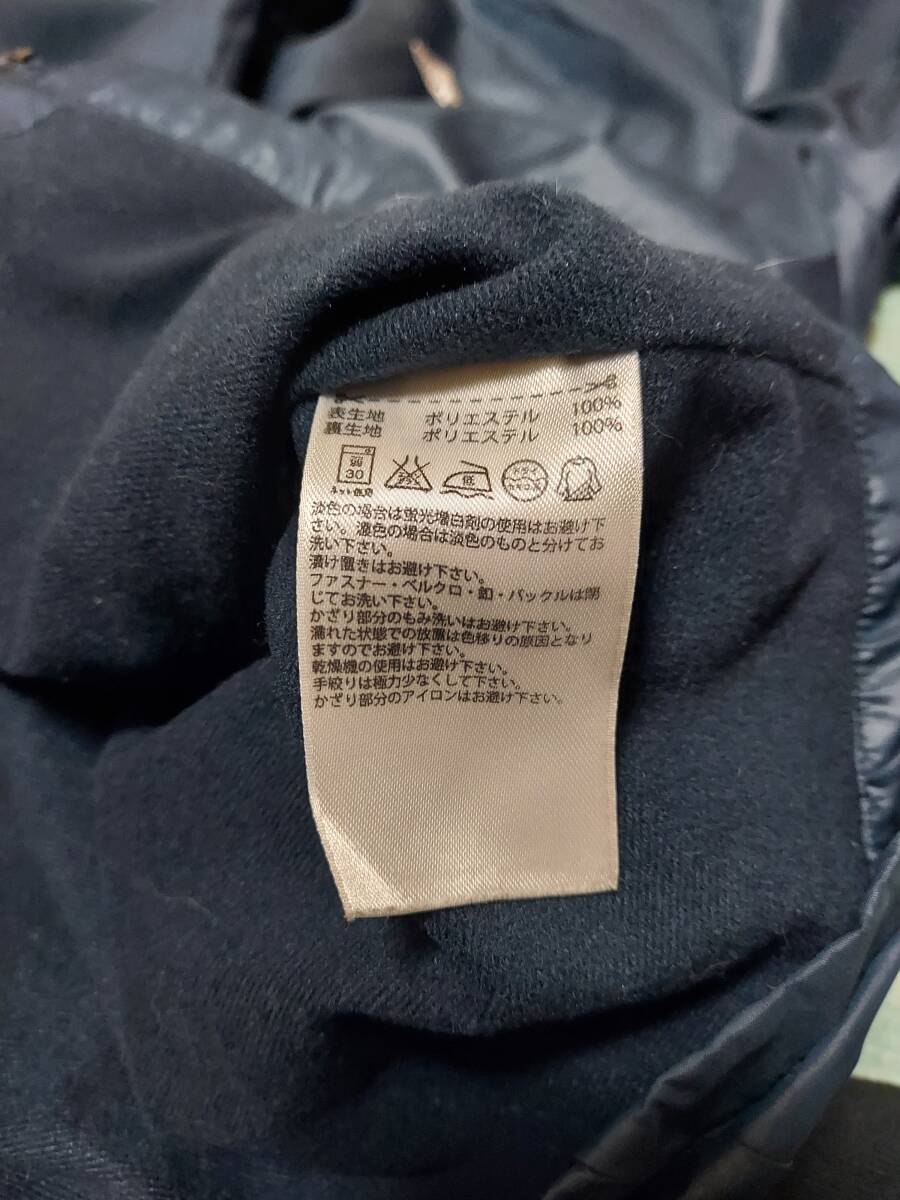 表生地 ポリエステル 100%
裏生地 ポリエステル 100%
30 低
ネット使用
淡色の場合は蛍光増白剤の使用はお避け下
さい。濃色の場合は淡色のものと分けてお
洗い下さい。
漬け置きはお避け下さい。
ファスナー・ベルクロ・釦・バックルは閉
じてお洗い下さい。
かざり部分のもみ洗いはお避け下さい。
濡れた状態での放置は色移りの原因となり
ますのでお避け下さい。
乾燥機の使用はお避け下さい。
手絞りは極力少なくして下さい。
かざり部分のアイロンはお避け下さい。